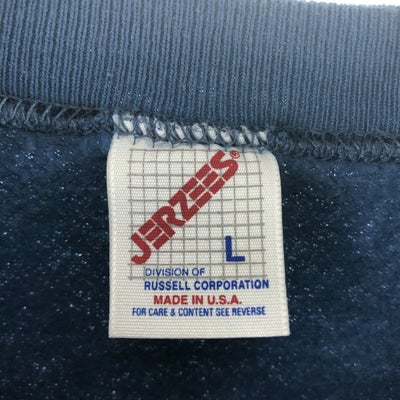 JERZEES®
L
DIVISION OF
RUSSELL CORPORATION
MADE IN U.S.A.
FOR CARE & CONTENT SEE REVERSE